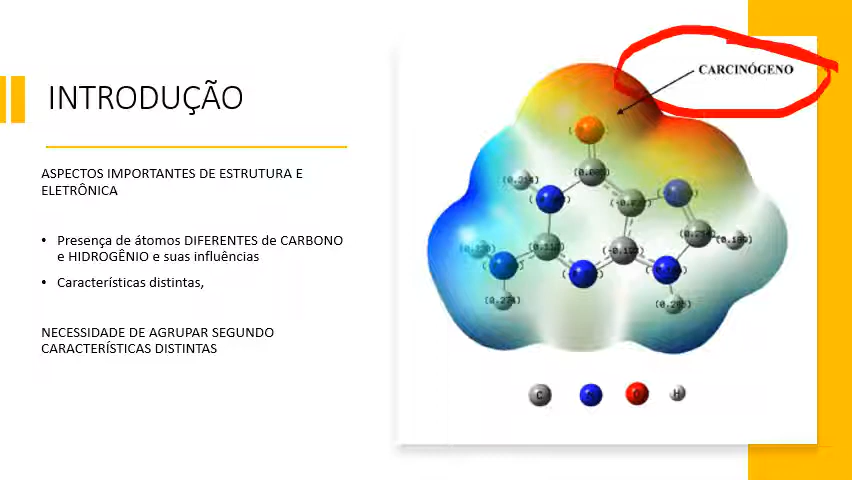 INTRODUÇÃO
ASPECTOS IMPORTANTES DE ESTRUTURA E
ELETRÔNICA
• Presença de átomos DIFERENTES de CARBONO
e HIDROGÊNIO e suas influências
• Características distintas,
NECESSIDADE DE AGRUPAR SEGUNDO
CARACTERÍSTICAS DISTINTAS
CARCINÓGENO
C
H